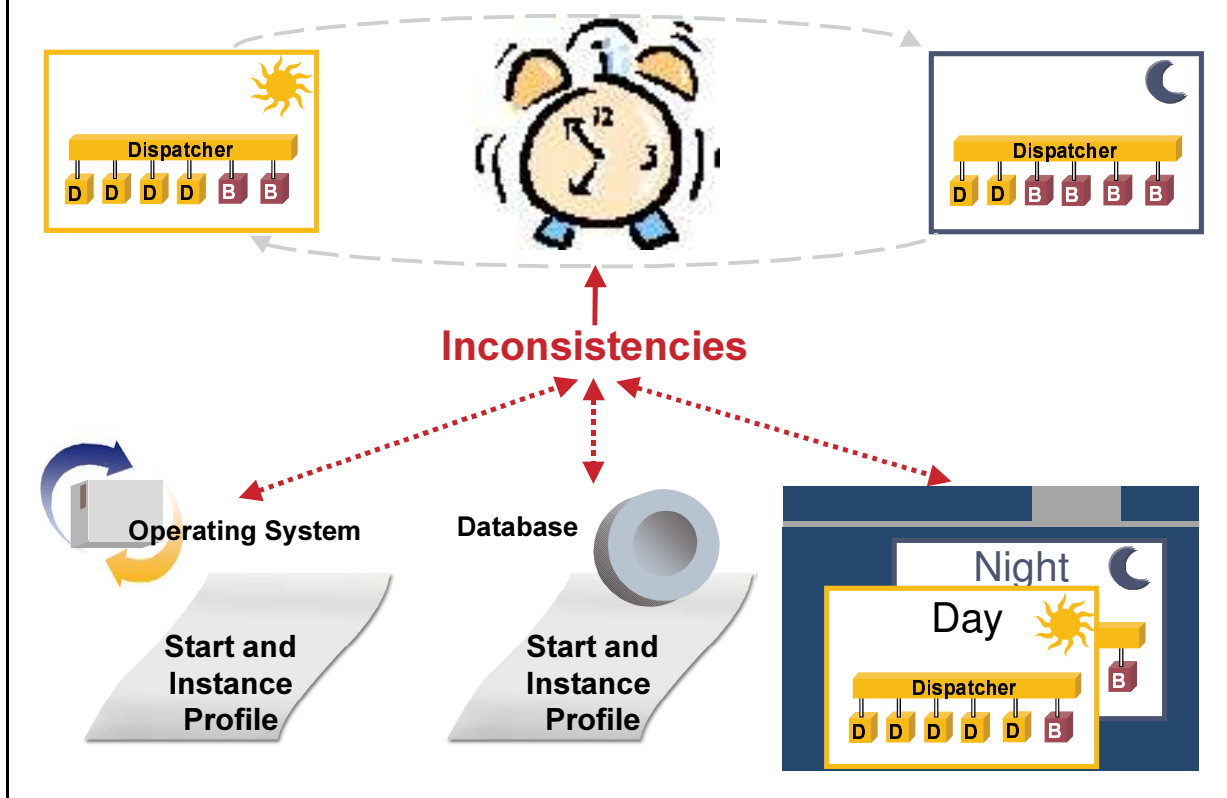 Dispatcher
D D D D B B
12
3
Dispatcher
D D B B B B
Inconsistencies
Operating System
Start and
Instance
Profile
Database
Start and
Instance
Profile
Night
B
Day
Dispatcher
D D D D D B